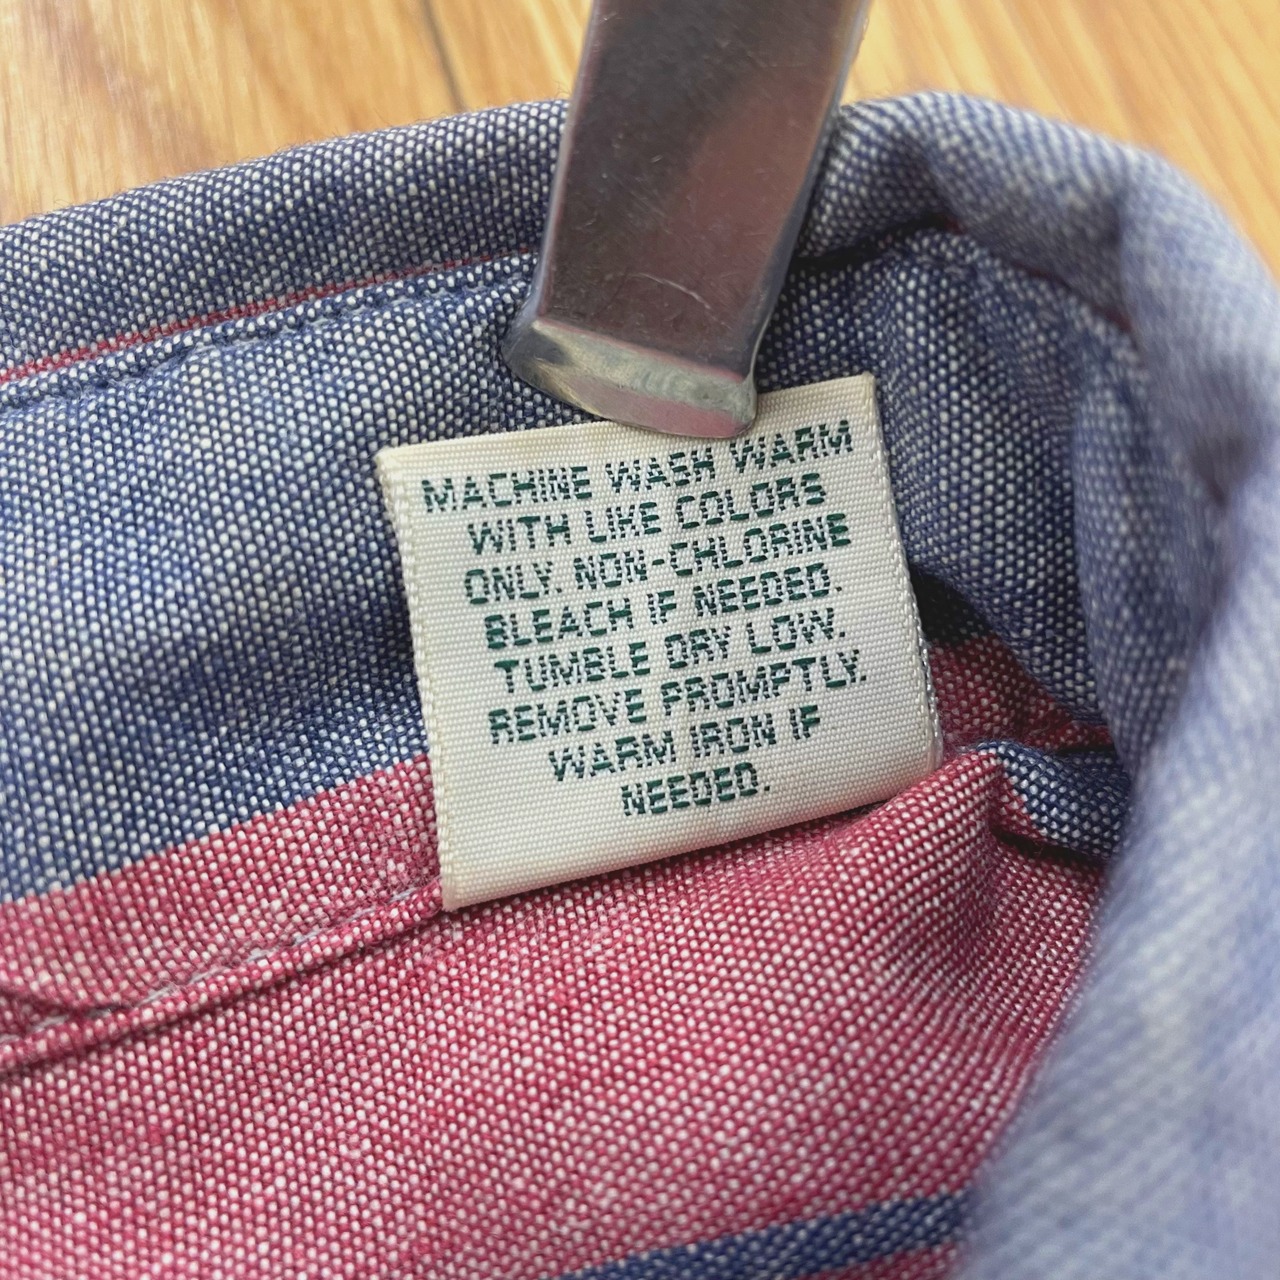 MACHINE WASH WARM
WITH LIKE COLORS
ONLY. NON-CHLORINE
BLEACH IF NEEDED.
TUMBLE DRY LOW.
REMOVE PROMPTLY.
WARM IRON IF
NEEDED.